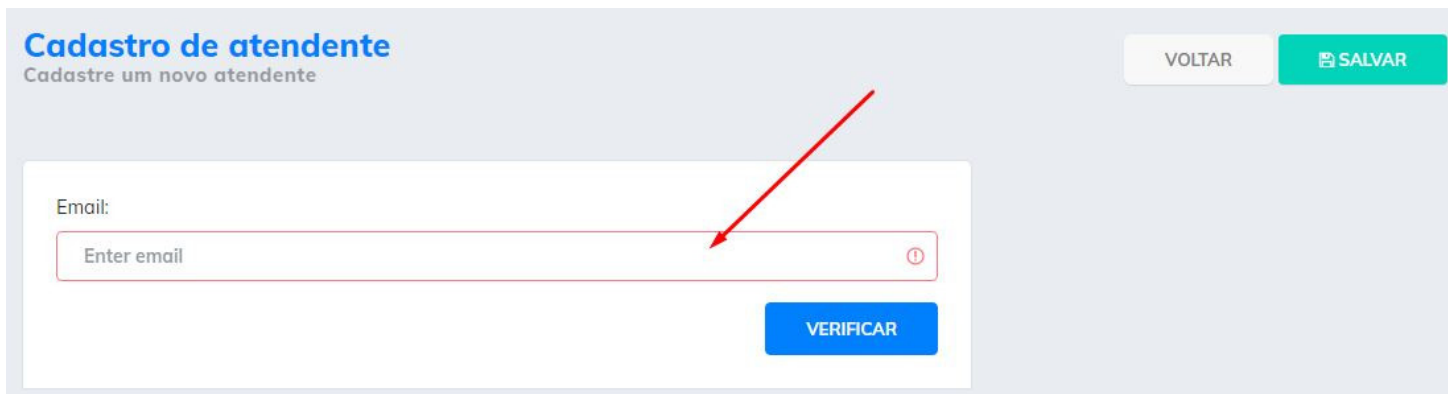 Cadastro de atendente
Cadastre um novo atendente
VOLTAR
SALVAR
Email:
Enter email
VERIFICAR